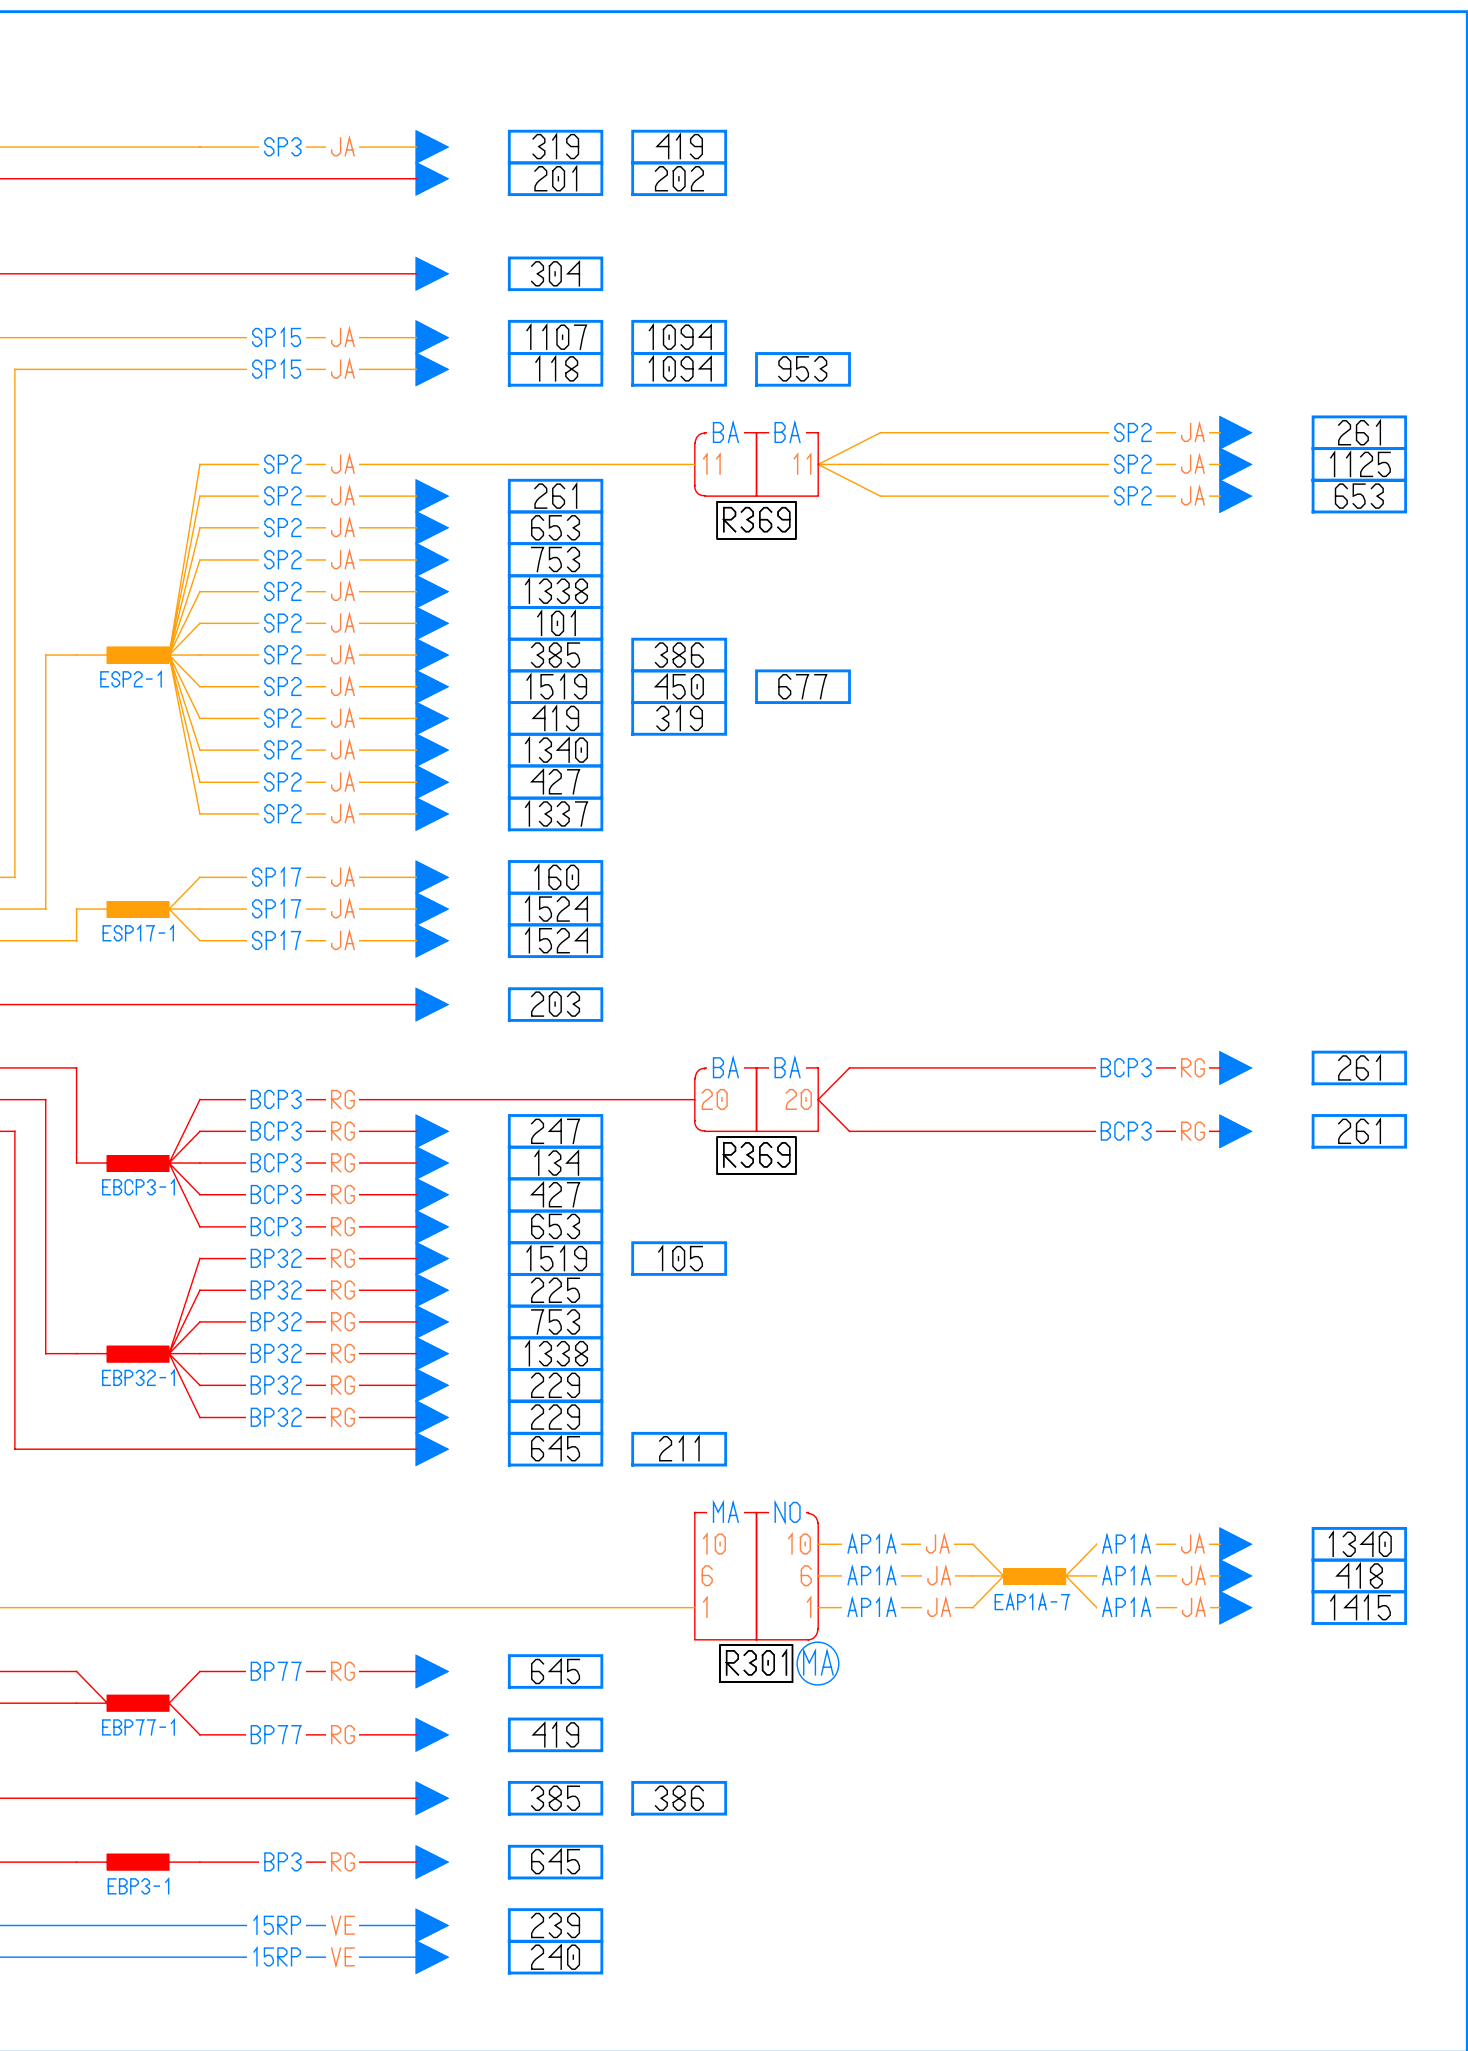 SP3 JA 319 419
201 202
304
SP15 JA 1107 1094
SP15 JA 118 1094 953
BA BA SP2 JA 261
SP2 JA 11 11 SP2 JA 1125
SP2 JA 261 SP2 JA 653
SP2 JA 653 R369
SP2 JA 753
SP2 JA 1338
SP2 JA 101
SP2 JA 385 386
ESP2-1 SP2 JA 1519 450 677
SP2 JA 419 319
SP2 JA 1340
SP2 JA 427
SP2 JA 1337
SP17 JA 160
SP17 JA 1524
ESP17-1 SP17 JA 1524
203
BA BA BCP3 RG 261
BCP3 RG 20 20
BCP3 RG 247 BCP3 RG 261
BCP3 RG 134 R369
EBCP3-1 BCP3 RG 427
BCP3 RG 653
BP32 RG 1519 105
BP32 RG 225
BP32 RG 753
BP32 RG 1338
EBP32-1 BP32 RG 229
BP32 RG 229
645 211
MA NO
10 10 AP1A JA AP1A JA 1340
6 6 AP1A JA AP1A JA 418
1 1 AP1A JA EAP1A-7 AP1A JA 1415
R301 MA
BP77 RG 645
EBP77-1 BP77 RG 419
385 386
BP3 RG 645
EBP3-1
15RP VE 239
15RP VE 240